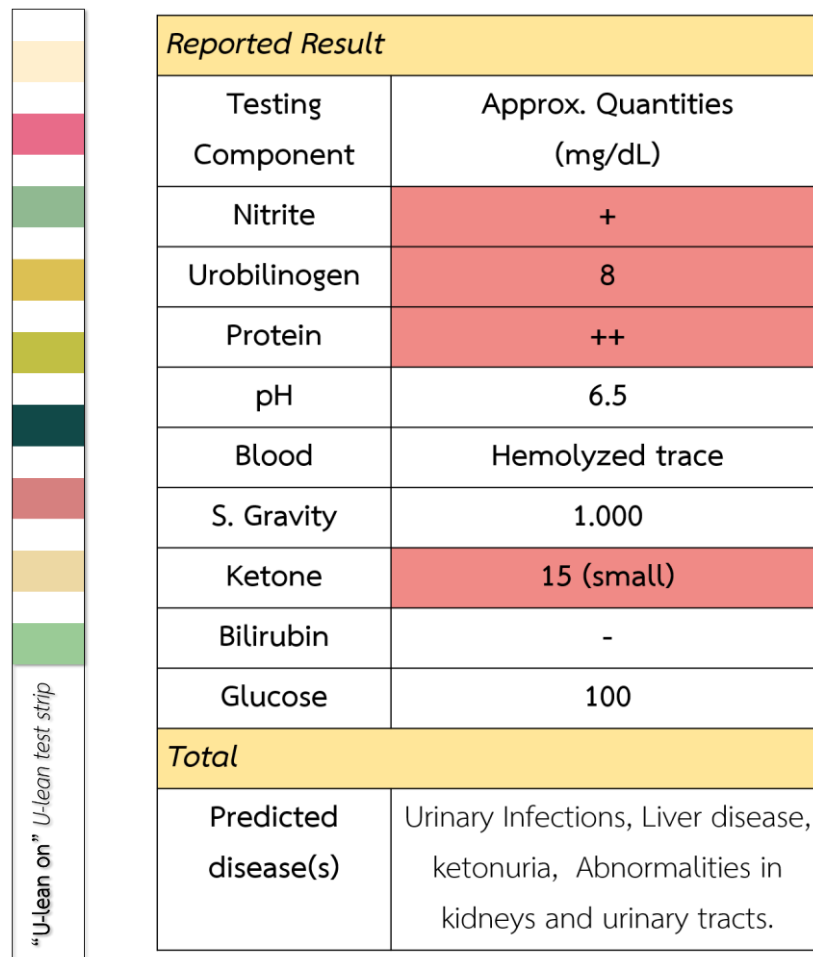 Reported Result
Testing Component
Approx. Quantities (mg/dL)
Nitrite
+
Urobilinogen
8
Protein
++
pH
6.5
Blood
Hemolyzed trace
S. Gravity
1.000
Ketone
15 (small)
Bilirubin
-
Glucose
100
Total
Predicted disease(s)
Urinary Infections, Liver disease,
ketonuria, Abnormalities in
kidneys and urinary tracts.
"U-lean on" U-lean test strip